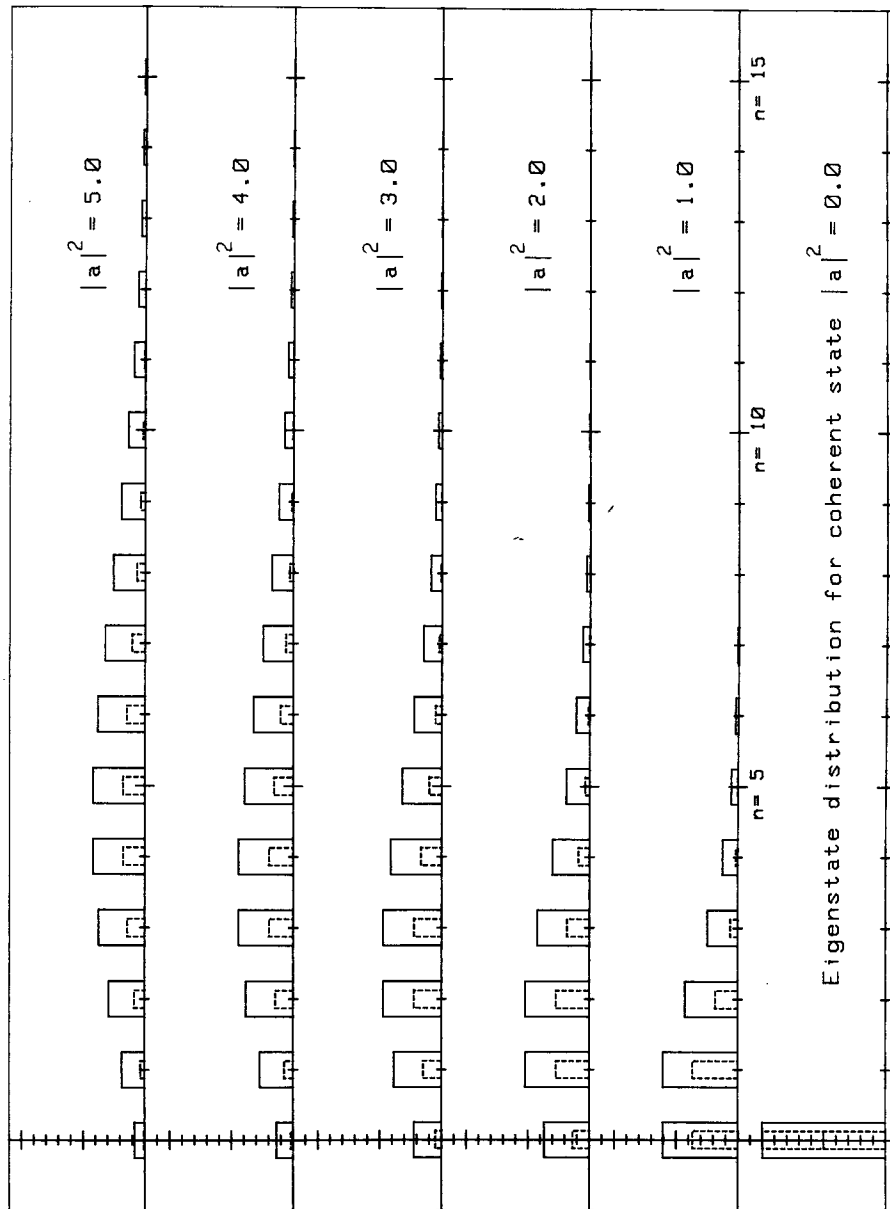 |a|² = 5.0
|a|² = 4.0
|a|² = 3.0
|a|² = 2.0
|a|² = 1.0
n= 5 n= 10 n= 15
Eigenstate distribution for coherent state |a|² = 0.0